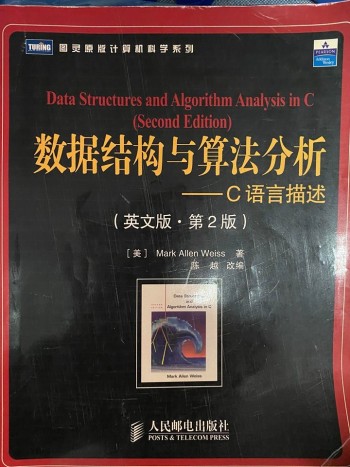 TURING
图灵原版计算机科学系列
PEARSON
Addison
Wesley
Data Structures and Algorithm Analysis in C
(Second Edition)
数据结构与算法分析
——C 语言描述
（英文版·第2版）
［美］ Mark Allen Weiss 著
陈越 改编
Data Structures
and
Algorithm Analysis in C
Mark Allen Weiss
人民邮电出版社
POSTS & TELECOM PRESS